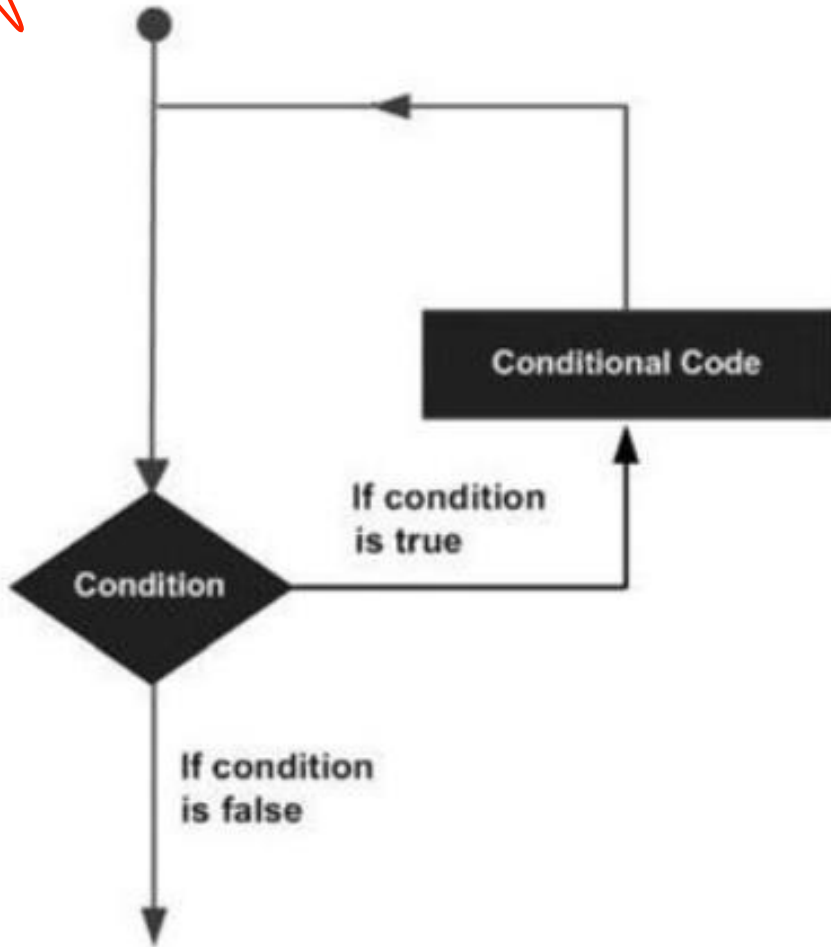 Conditional Code
If condition
is true
Condition
If condition
is false